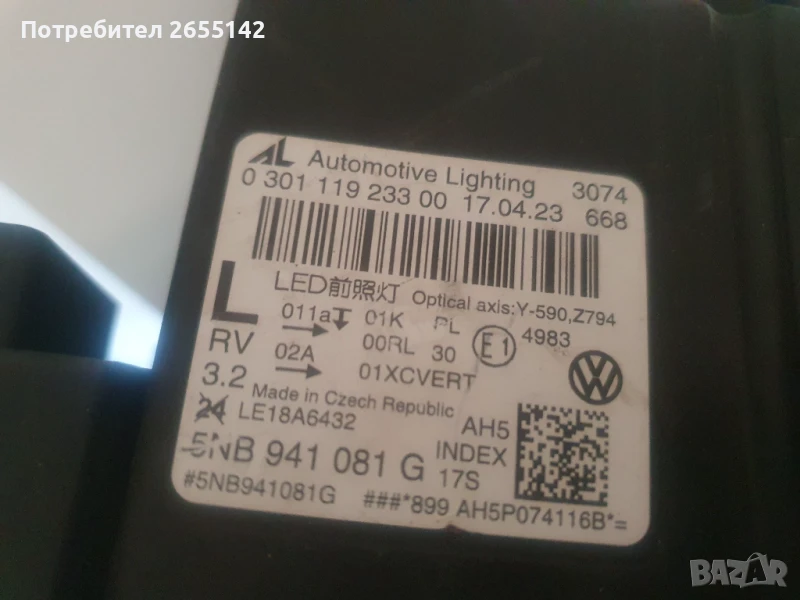 Потребител 2655142
AL Automotive Lighting 3074
0 301 119 233 00 17.04.23 668
LED前照灯 Optical axis:Y-590,Z794
L 011a 01K PL E1 4983
RV 02A 00RL 30
3.2 01XCVERT
Made in Czech Republic
24 LE18A6432 AH5
5NB 941 081 G INDEX
17S
#5NB941081G ###*899 AH5P074116B*=
BAZAR